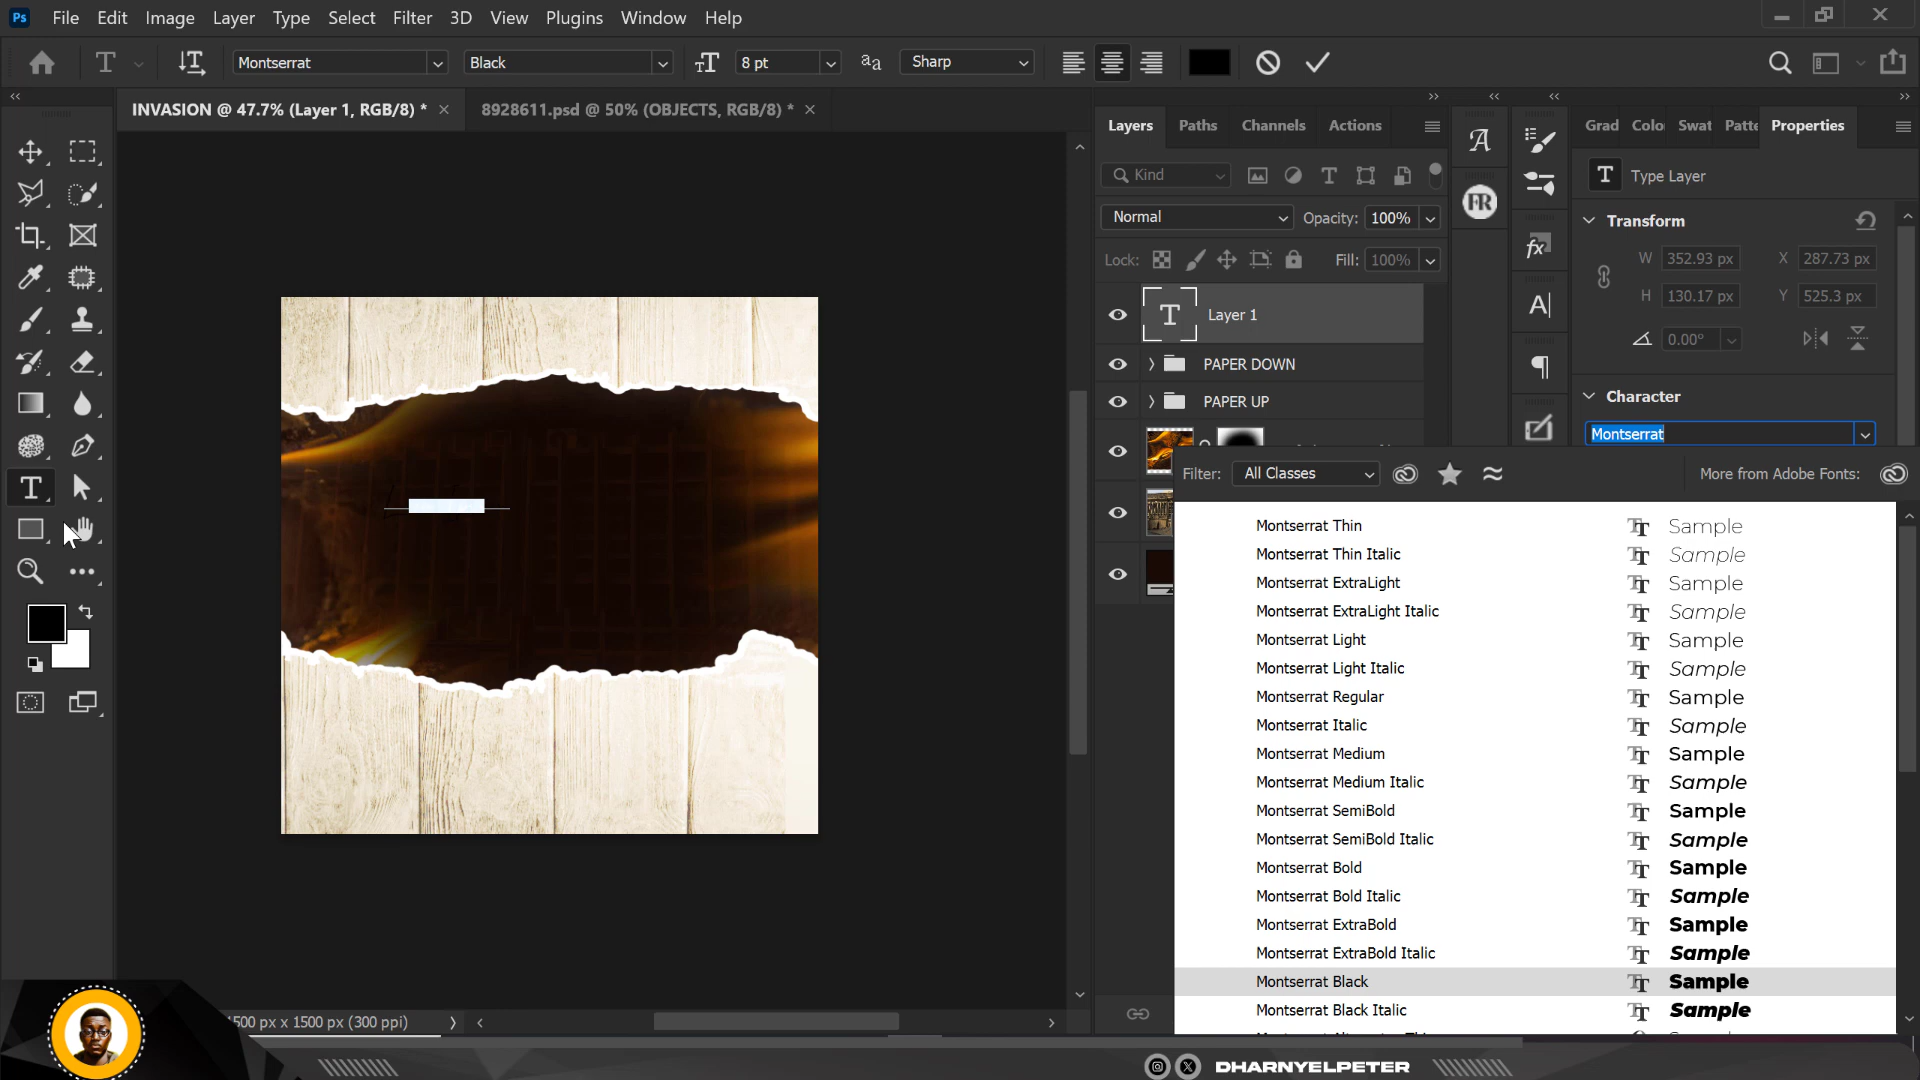 Ps File Edit Image Layer Type Select Filter 3D View Plugins Window Help
Montserrat Black 8 pt Sharp
INVASION @ 47.7% (Layer 1, RGB/8) * 8928611.psd @ 50% (OBJECTS, RGB/8) *
Layers Paths Channels Actions
Grad Colo Swat Patte Properties
Kind
Type Layer
Normal Opacity: 100%
Transform
Lock: Fill: 100%
W 352.93 px X 287.73 px
H 130.17 px Y 525.3 px
0.00°
Layer 1
PAPER DOWN
PAPER UP
Character
Montserrat
Filter: All Classes More from Adobe Fonts:
Montserrat Thin Sample
Montserrat Thin Italic Sample
Montserrat ExtraLight Sample
Montserrat ExtraLight Italic Sample
Montserrat Light Sample
Montserrat Light Italic Sample
Montserrat Regular Sample
Montserrat Italic Sample
Montserrat Medium Sample
Montserrat Medium Italic Sample
Montserrat SemiBold Sample
Montserrat SemiBold Italic Sample
Montserrat Bold Sample
Montserrat Bold Italic Sample
Montserrat ExtraBold Sample
Montserrat ExtraBold Italic Sample
Montserrat Black Sample
Montserrat Black Italic Sample
1500 px x 1500 px (300 ppi)
FR
DHARNYELPETER